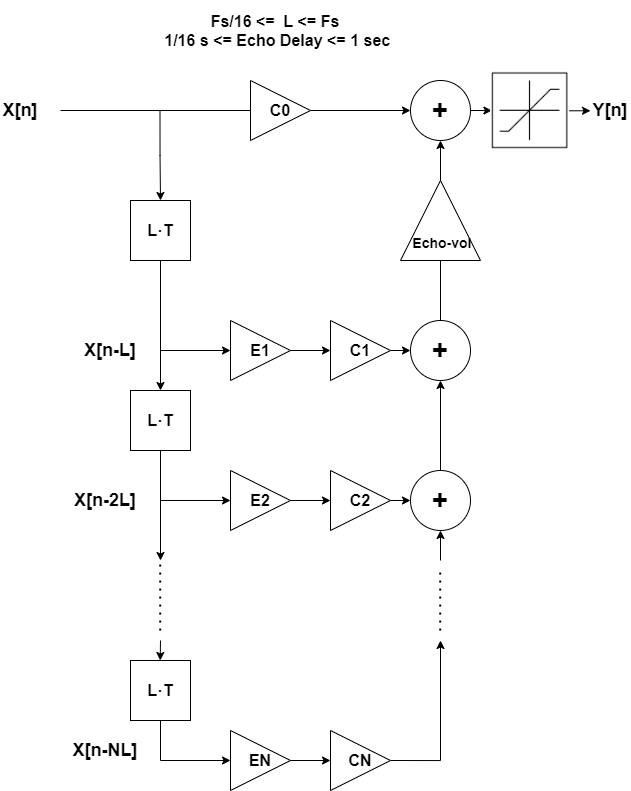 Fs/16 <= L <= Fs
1/16 s <= Echo Delay <= 1 sec
X[n]
C0
+
Y[n]
L·T
Echo-vol
X[n-L]
E1
C1
+
L·T
X[n-2L]
E2
C2
+
L·T
X[n-NL]
EN
CN